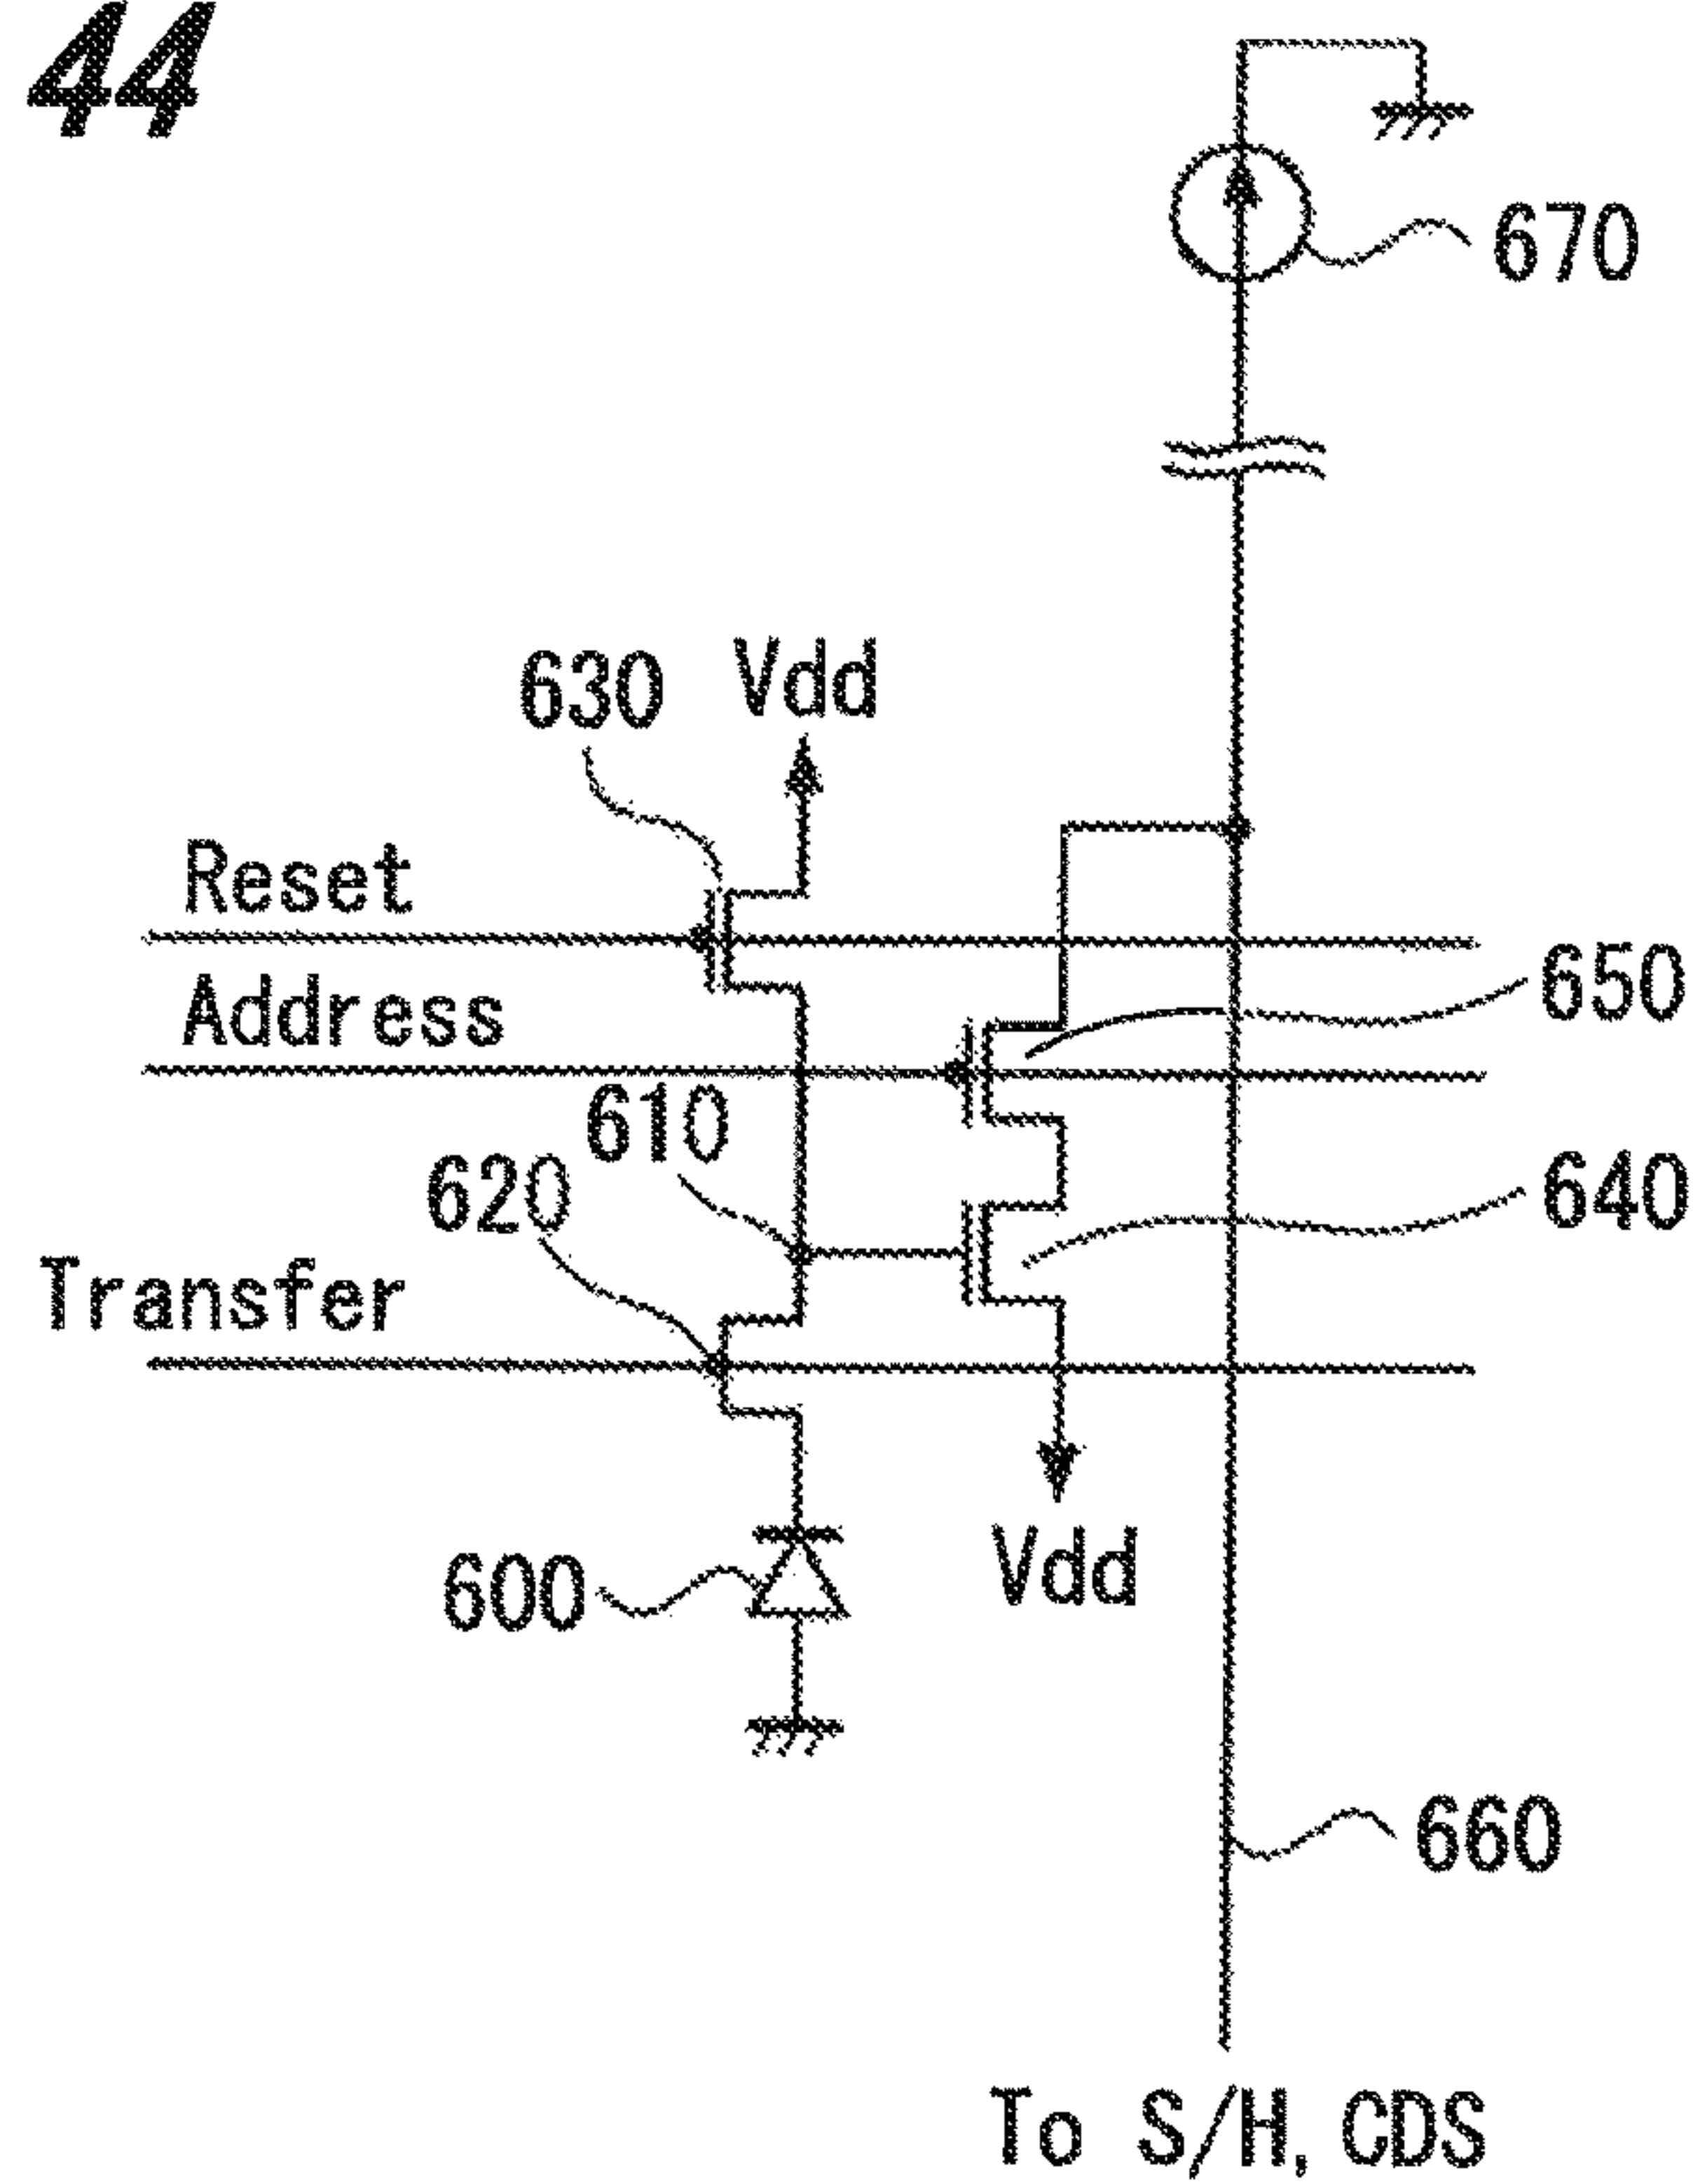 44
670
630 Vdd
Reset
650
Address
610
620
640
Transfer
600
Vdd
660
To S/H, CDS